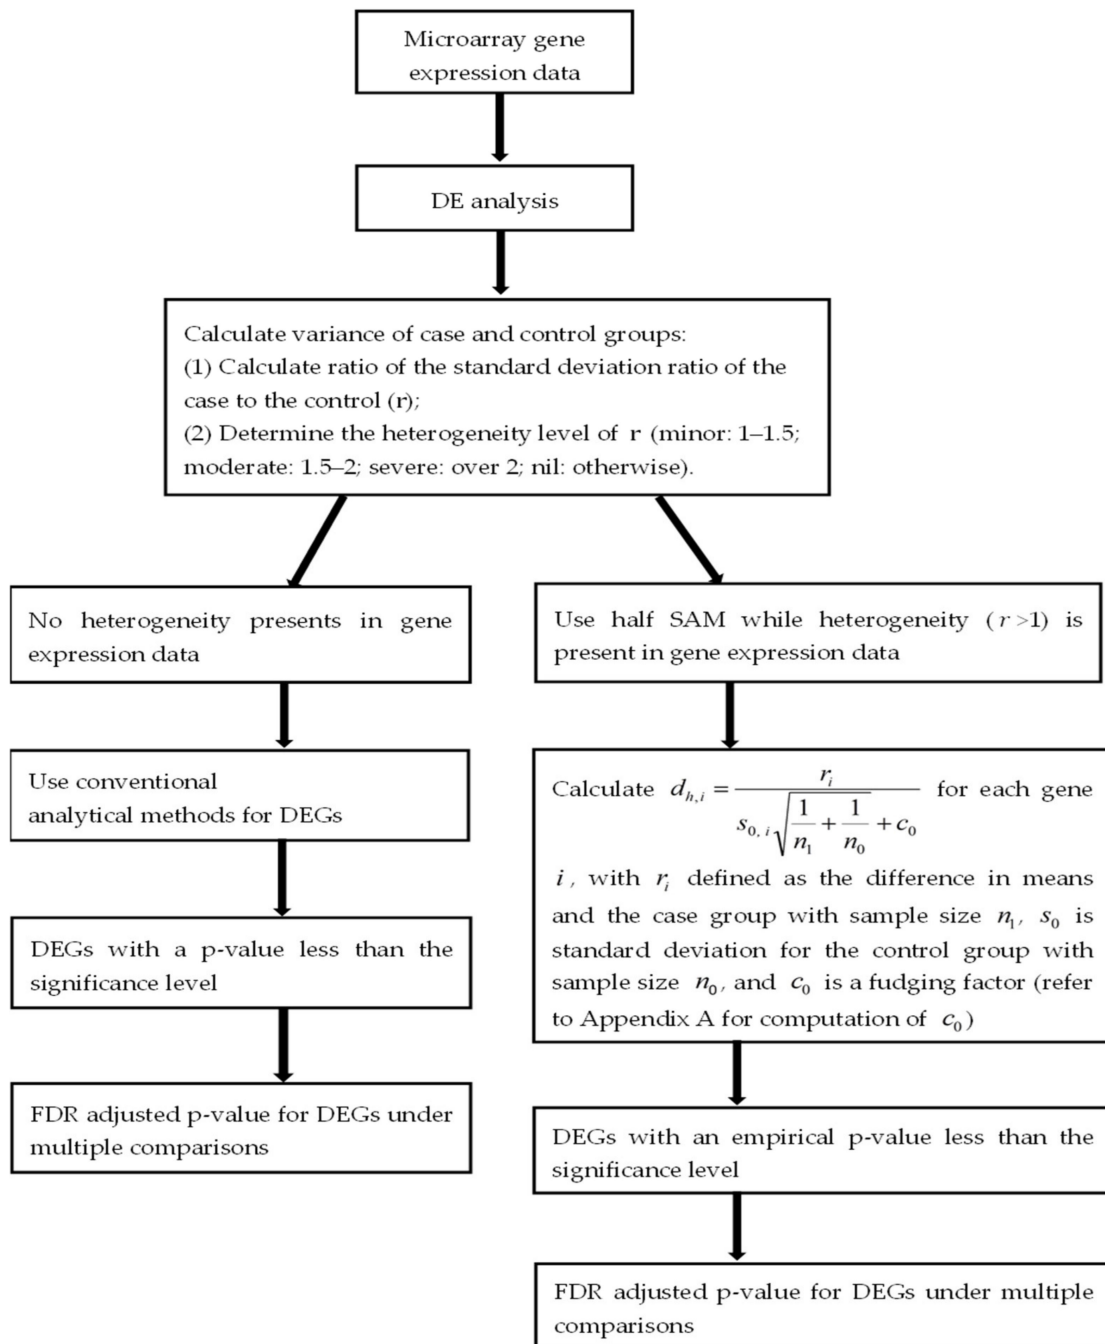 Microarray gene
expression data
DE analysis
Calculate variance of case and control groups:
(1) Calculate ratio of the standard deviation ratio of the
case to the control (r);
(2) Determine the heterogeneity level of r (minor: 1–1.5;
moderate: 1.5–2; severe: over 2; nil: otherwise).
No heterogeneity presents in gene
expression data
Use conventional
analytical methods for DEGs
DEGs with a p-value less than the
significance level
FDR adjusted p-value for DEGs under
multiple comparisons
Use half SAM while heterogeneity (r >1) is
present in gene expression data
Calculate d_{h,i} = \frac{r_i}{s_{0,i}\sqrt{\frac{1}{n_1}+\frac{1}{n_0}}+c_0} for each gene
i, with r_i defined as the difference in means
and the case group with sample size n_1, s_0 is
standard deviation for the control group with
sample size n_0, and c_0 is a fudging factor (refer
to Appendix A for computation of c_0)
DEGs with an empirical p-value less than the
significance level
FDR adjusted p-value for DEGs under multiple
comparisons